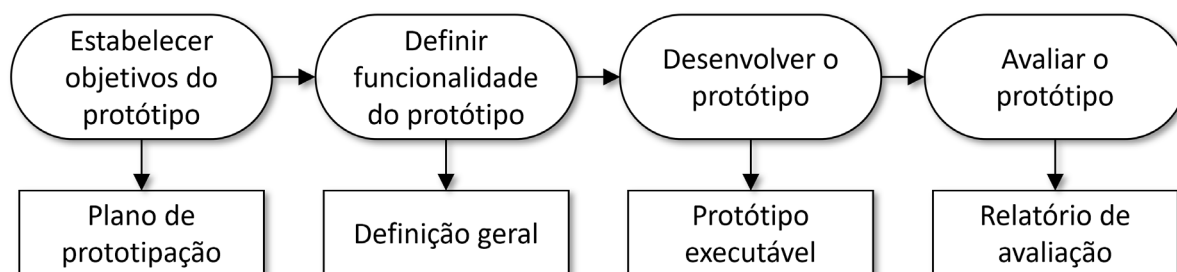 Estabelecer
objetivos do
protótipo
Definir
funcionalidade
do protótipo
Desenvolver o
protótipo
Avaliar o
protótipo
Plano de
prototipação
Definição geral
Protótipo
executável
Relatório de
avaliação